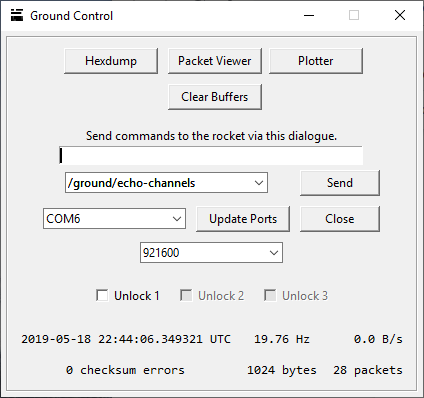 Ground Control
Hexdump Packet Viewer Plotter
Clear Buffers
Send commands to the rocket via this dialogue.
/ground/echo-channels Send
COM6 Update Ports Close
921600
Unlock 1 Unlock 2 Unlock 3
2019-05-18 22:44:06.349321 UTC 19.76 Hz 0.0 B/s
0 checksum errors 1024 bytes 28 packets